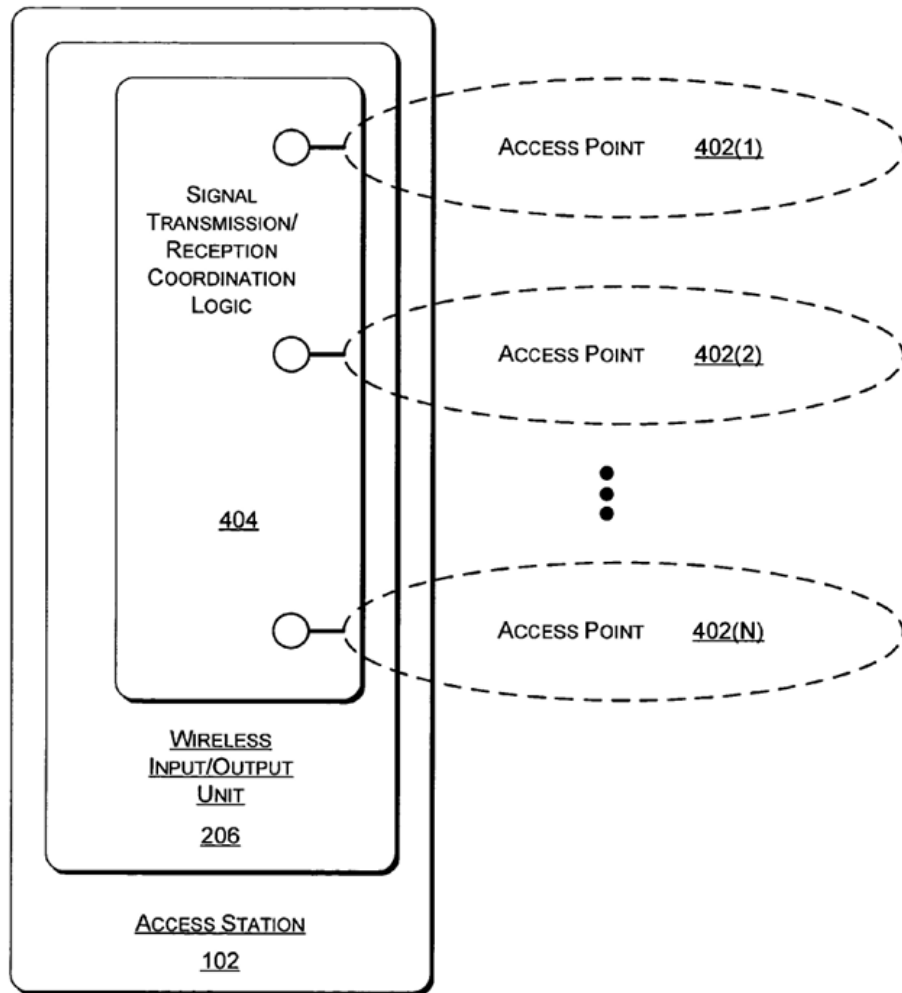 ACCESS POINT 402(1)
SIGNAL
TRANSMISSION/
RECEPTION
COORDINATION
LOGIC
ACCESS POINT 402(2)
404
ACCESS POINT 402(N)
WIRELESS
INPUT/OUTPUT
UNIT
206
ACCESS STATION
102